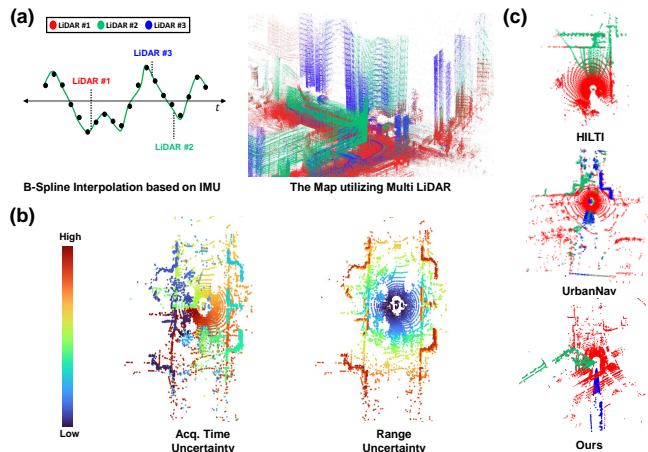 (a)
LiDAR #1 LiDAR #2 LiDAR #3
LiDAR #3
LiDAR #1
t
LiDAR #2
B-Spline Interpolation based on IMU
The Map utilizing Multi LiDAR
(b)
High
Low
Acq. Time
Uncertainty
Range
Uncertainty
(c)
HILTI
UrbanNav
Ours